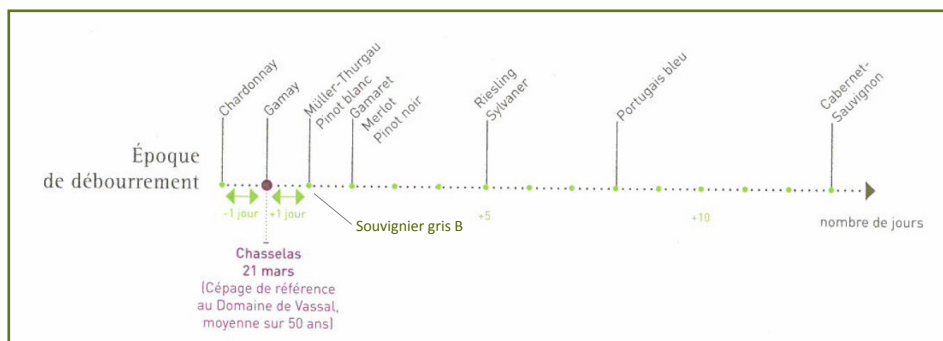 Chardonnay
Gamay
Müller-Thurgau
Pinot blanc
Gamaret
Merlot
Pinot noir
Riesling
Sylvaner
Portugais bleu
Cabernet-
Sauvignon
Époque
de débourrement
-1 jour
+1 jour
Souvignier gris B
+5
+10
nombre de jours
Chasselas
21 mars
(Cépage de référence
au Domaine de Vassal,
moyenne sur 50 ans)